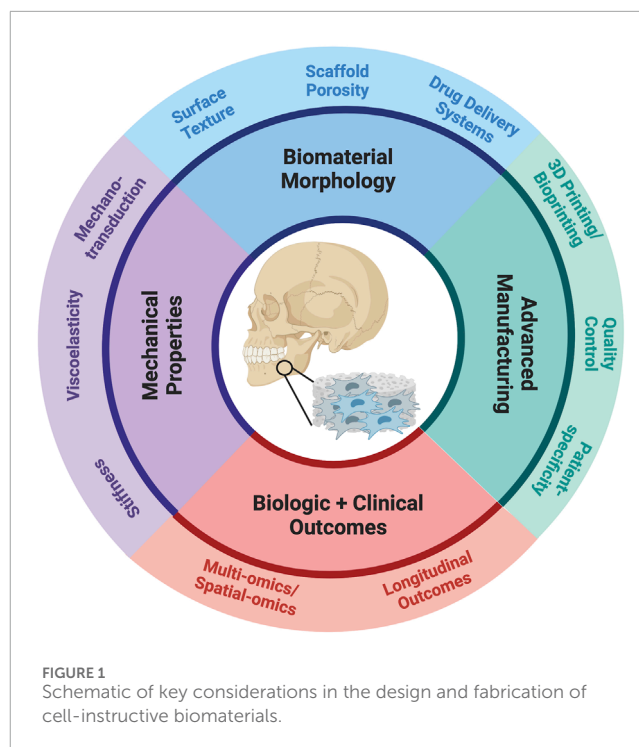 Surface
Texture
Scaffold
Porosity
Drug Delivery
Systems
Biomaterial
Morphology
Mechano-
transduction
Viscoelasticity
Stiffness
Mechanical
Properties
3D Printing/
Bioprinting
Quality
Control
Patient-
specificity
Advanced
Manufacturing
Biologic + Clinical
Outcomes
Multi-omics/
Spatial-omics
Longitudinal
Outcomes
FIGURE 1
Schematic of key considerations in the design and fabrication of
cell-instructive biomaterials.